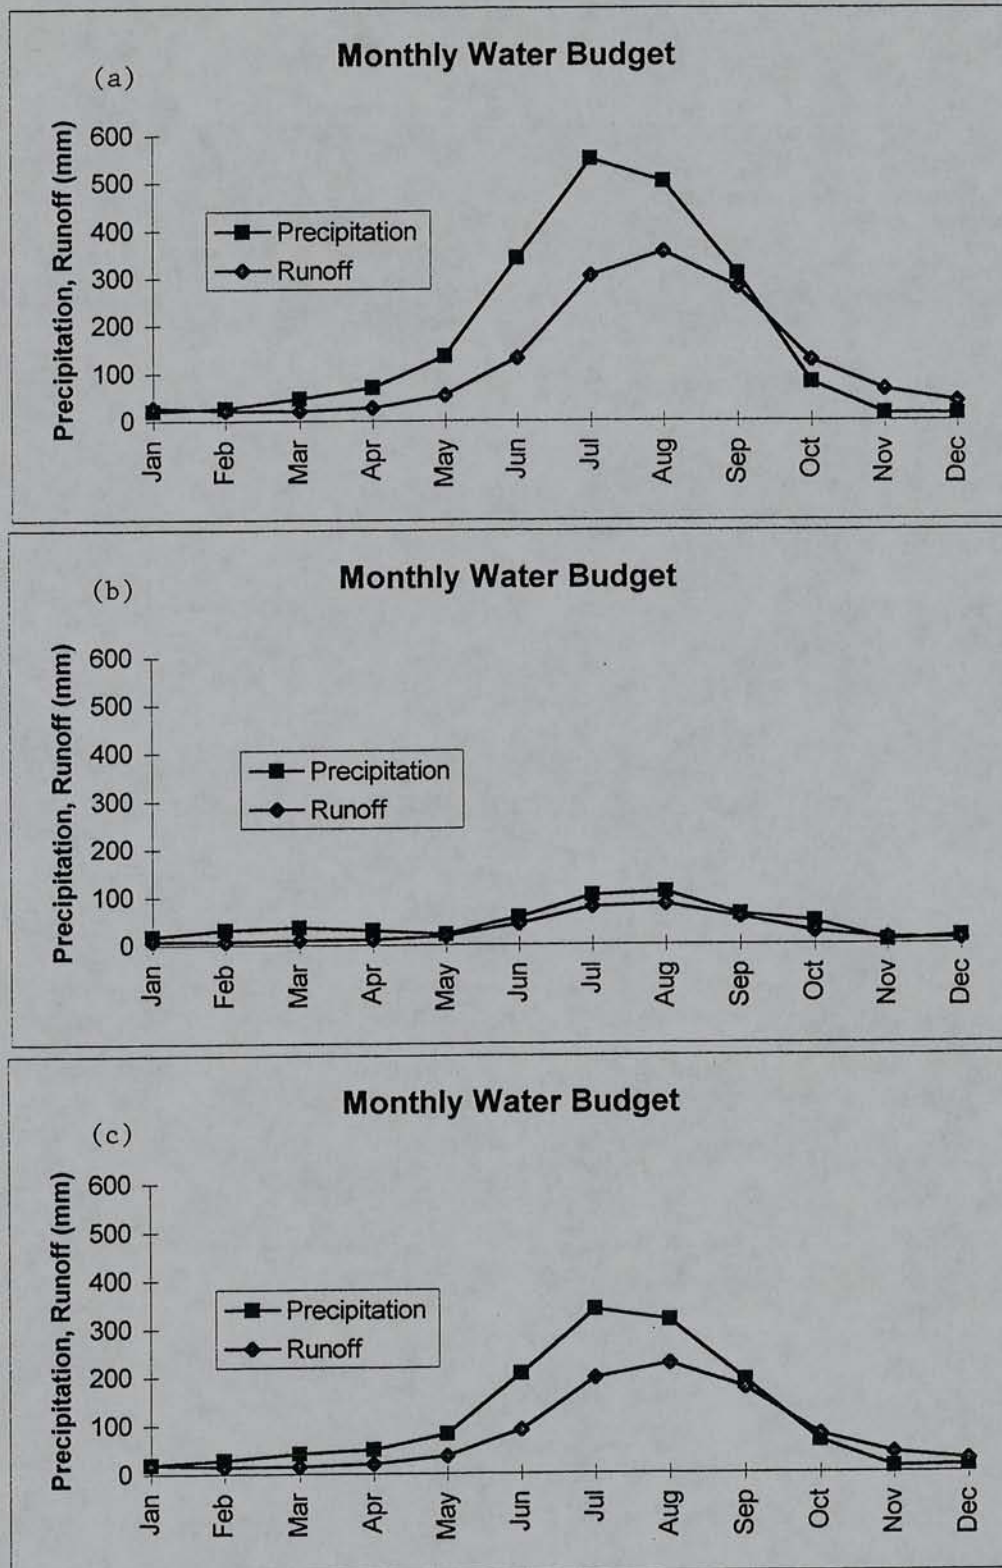 (a)
Monthly Water Budget
Precipitation, Runoff (mm)
600
500
400
300
200
100
0
Precipitation
Runoff
Jan
Feb
Mar
Apr
May
Jun
Jul
Aug
Sep
Oct
Nov
Dec
(b)
Monthly Water Budget
Precipitation, Runoff (mm)
600
500
400
300
200
100
0
Precipitation
Runoff
Jan
Feb
Mar
Apr
May
Jun
Jul
Aug
Sep
Oct
Nov
Dec
(c)
Monthly Water Budget
Precipitation, Runoff (mm)
600
500
400
300
200
100
0
Precipitation
Runoff
Jan
Feb
Mar
Apr
May
Jun
Jul
Aug
Sep
Oct
Nov
Dec